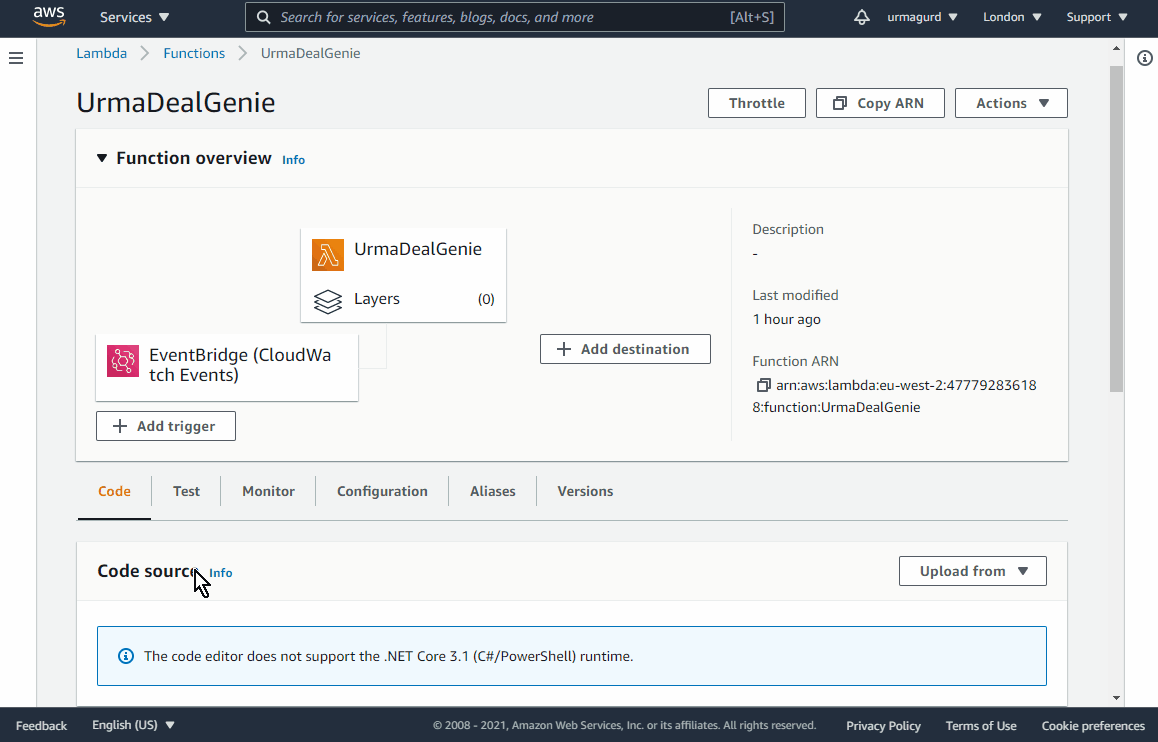 aws
Services
Search for services, features, blogs, docs, and more
[Alt+S]
urmagurd
London
Support
Lambda
Functions
UrmaDealGenie
UrmaDealGenie
Throttle
Copy ARN
Actions
Function overview
Info
UrmaDealGenie
Layers
(0)
EventBridge (CloudWa
tch Events)
Add trigger
Add destination
Description
-
Last modified
1 hour ago
Function ARN
arn:aws:lambda:eu-west-2:47779283618
8:function:UrmaDealGenie
Code
Test
Monitor
Configuration
Aliases
Versions
Code source
Info
Upload from
The code editor does not support the .NET Core 3.1 (C#/PowerShell) runtime.
Feedback
English (US)
© 2008 - 2021, Amazon Web Services, Inc. or its affiliates. All rights reserved.
Privacy Policy
Terms of Use
Cookie preferences